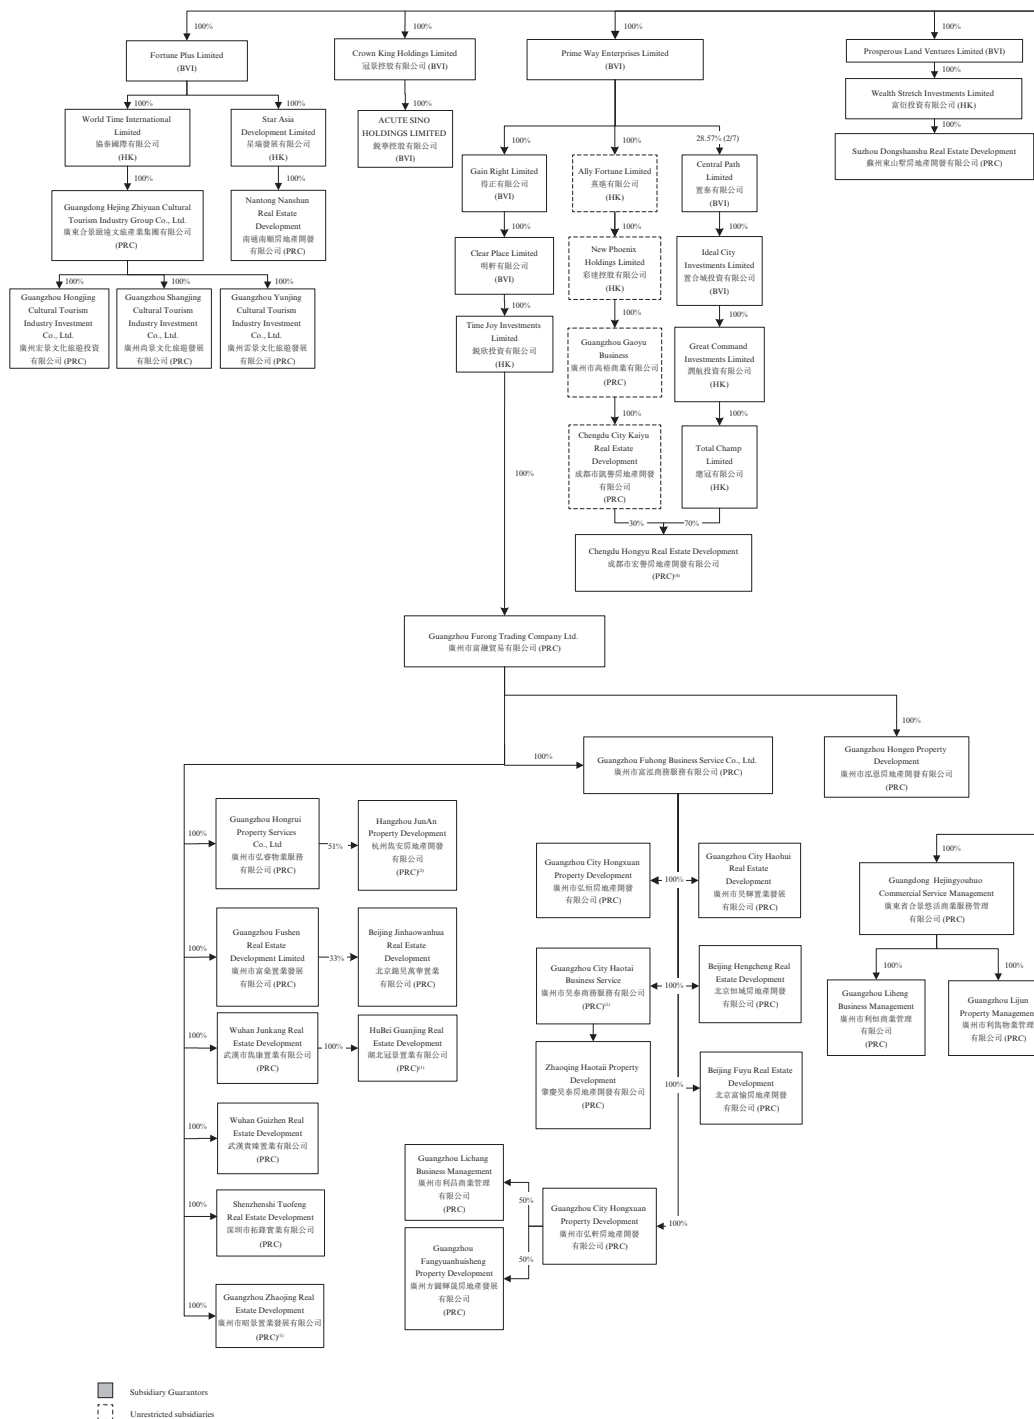 100%
100%
100%
100%
Fortune Plus Limited
(BVI)
Crown King Holdings Limited
冠景控股有限公司 (BVI)
Prime Way Enterprises Limited
(BVI)
Prosperous Land Ventures Limited (BVI)
100%
100%
100%
100%
World Time International
Limited
協泰國際有限公司
(HK)
Star Asia
Development Limited
星瑞發展有限公司
(HK)
ACUTE SINO
HOLDINGS LIMITED
鋭華控股有限公司
(BVI)
Wealth Stretch Investments Limited
富衍投資有限公司 (HK)
100%
100%
28.57% (2/7)
100%
Gain Right Limited
得正有限公司
(BVI)
Ally Fortune Limited
熹進有限公司
(HK)
Central Path
Limited
置泰有限公司
(BVI)
Suzhou Dongshanshu Real Estate Development
蘇州東山墅房地產開發有限公司 (PRC)
100%
100%
Guangdong Hejing Zhiyuan Cultural
Tourism Industry Group Co., Ltd.
廣東合景緻遠文旅產業集團有限公司
(PRC)
Nantong Nanshun
Real Estate
Development
南通南順房地產開發
有限公司 (PRC)
100%
100%
100%
Clear Place Limited
明軒有限公司
(BVI)
New Phoenix
Holdings Limited
彩達控股有限公司
(HK)
Ideal City
Investments Limited
置合城投資有限公司
(BVI)
100%
100%
100%
Guangzhou Hongjing
Cultural Tourism
Industry Investment
Co., Ltd.
廣州宏景文化旅遊投資
有限公司 (PRC)
Guangzhou Shangjing
Cultural Tourism
Industry Investment
Co., Ltd.
廣州尚景文化旅遊發展
有限公司 (PRC)
Guangzhou Yunjing
Cultural Tourism
Industry Investment
Co., Ltd.
廣州雲景文化旅遊發展
有限公司 (PRC)
100%
100%
100%
Time Joy Investments
Limited
鋭欣投資有限公司
(HK)
Guangzhou Gaoyu
Business
廣州市高裕商業有限公司
(PRC)
Great Command
Investments Limited
潤航投資有限公司
(HK)
100%
100%
100%
Chengdu City Kaiyu
Real Estate
Development
成都市凱譽房地產開發
有限公司
(PRC)
Total Champ
Limited
總冠有限公司
(HK)
30%
70%
Chengdu Hongyu Real Estate Development
成都市宏譽房地產開發有限公司
(PRC)(4)
Guangzhou Furong Trading Company Ltd.
廣州市富融貿易有限公司 (PRC)
100%
100%
Guangzhou Fuhong Business Service Co., Ltd.
廣州市富泓商務服務有限公司 (PRC)
Guangzhou Hongen Property
Development
廣州市泓恩房地產開發有限公司
(PRC)
100%
Guangzhou Hongrui
Property Services
Co., Ltd
廣州市弘睿物業服務
有限公司 (PRC)
51%
Hangzhou JunAn
Property Development
杭州雋安房地產開發
有限公司
(PRC)(2)
Guangzhou City Hongxuan
Property Development
廣州市弘烜房地產開發
有限公司 (PRC)
100%
Guangzhou City Haohui
Real Estate
Development
廣州市昊輝置業發展
有限公司 (PRC)
100%
Guangdong Hejingyouhuo
Commercial Service Management
廣東省合景悠活商業服務管理
有限公司 (PRC)
100%
Guangzhou Fushen
Real Estate
Development Limited
廣州市富燊置業發展
有限公司 (PRC)
33%
Beijing Jinhaowanhua
Real Estate
Development
北京錦昊萬華置業
有限公司 (PRC)
Guangzhou City Haotai
Business Service
廣州市昊泰商務服務有限公司
(PRC)(3)
100%
Beijing Hengcheng Real
Estate Development
北京恒城房地產開發
有限公司 (PRC)
100%
100%
Guangzhou Liheng
Business Management
廣州市利恒商業管理
有限公司
(PRC)
Guangzhou Lijun
Property Management
廣州市利雋物業管理
有限公司 (PRC)
100%
Wuhan Junkang Real
Estate Development
武漢市雋康置業有限公司
(PRC)
100%
HuBei Guanjing Real
Estate Development
湖北冠景置業有限公司
(PRC)(1)
Zhaoqing Haotaii Property
Development
肇慶昊泰房地產開發有限公司
(PRC)
100%
Beijing Fuyu Real Estate
Development
北京富愉房地產開發
有限公司 (PRC)
100%
Wuhan Guizhen Real
Estate Development
武漢貴臻置業有限公司
(PRC)
Guangzhou Lichang
Business Management
廣州市利昌商業管理
有限公司
(PRC)
50%
100%
Shenzhenshi Tuofeng
Real Estate Development
深圳市拓鋒實業有限公司
(PRC)
Guangzhou City Hongxuan
Property Development
廣州市弘軒房地產開發
有限公司 (PRC)
100%
50%
Guangzhou
Fangyuanhuisheng
Property Development
廣州方圓輝晟房地產發展
有限公司
(PRC)
100%
Guangzhou Zhaojing Real
Estate Development
廣州市昭景置業發展有限公司
(PRC)(3)
Subsidiary Guarantors
Unrestricted subsidiaries